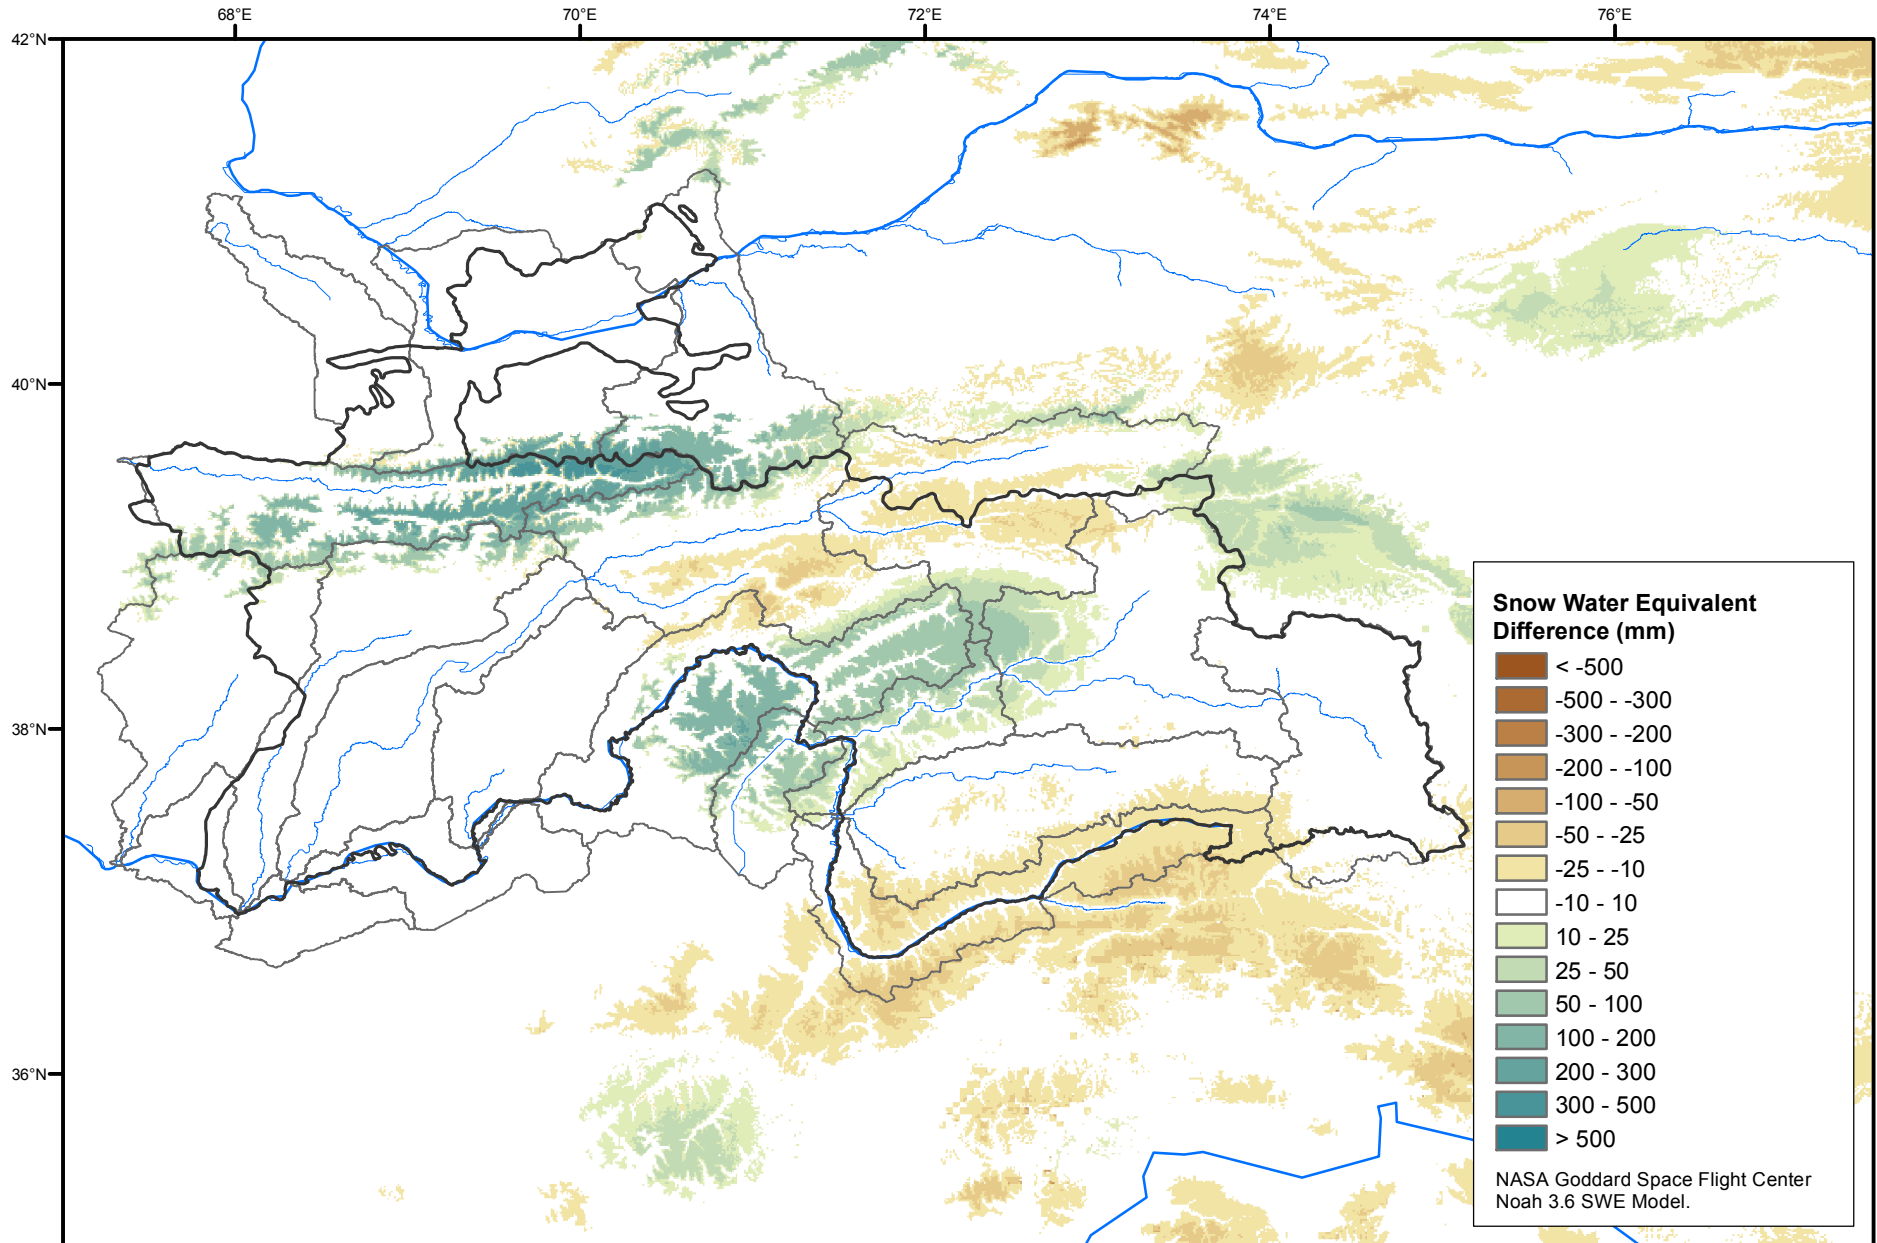 68°E
70°E
72°E
74°E
76°E
42°N
40°N
38°N
36°N
Snow Water Equivalent
Difference (mm)
< -500
-500 - -300
-300 - -200
-200 - -100
-100 - -50
-50 - -25
-25 - -10
-10 - 10
10 - 25
25 - 50
50 - 100
100 - 200
200 - 300
300 - 500
> 500
NASA Goddard Space Flight Center
Noah 3.6 SWE Model.